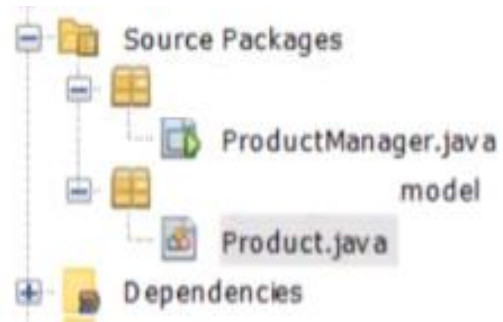 Source Packages
ProductManager.java
model
Product.java
Dependencies